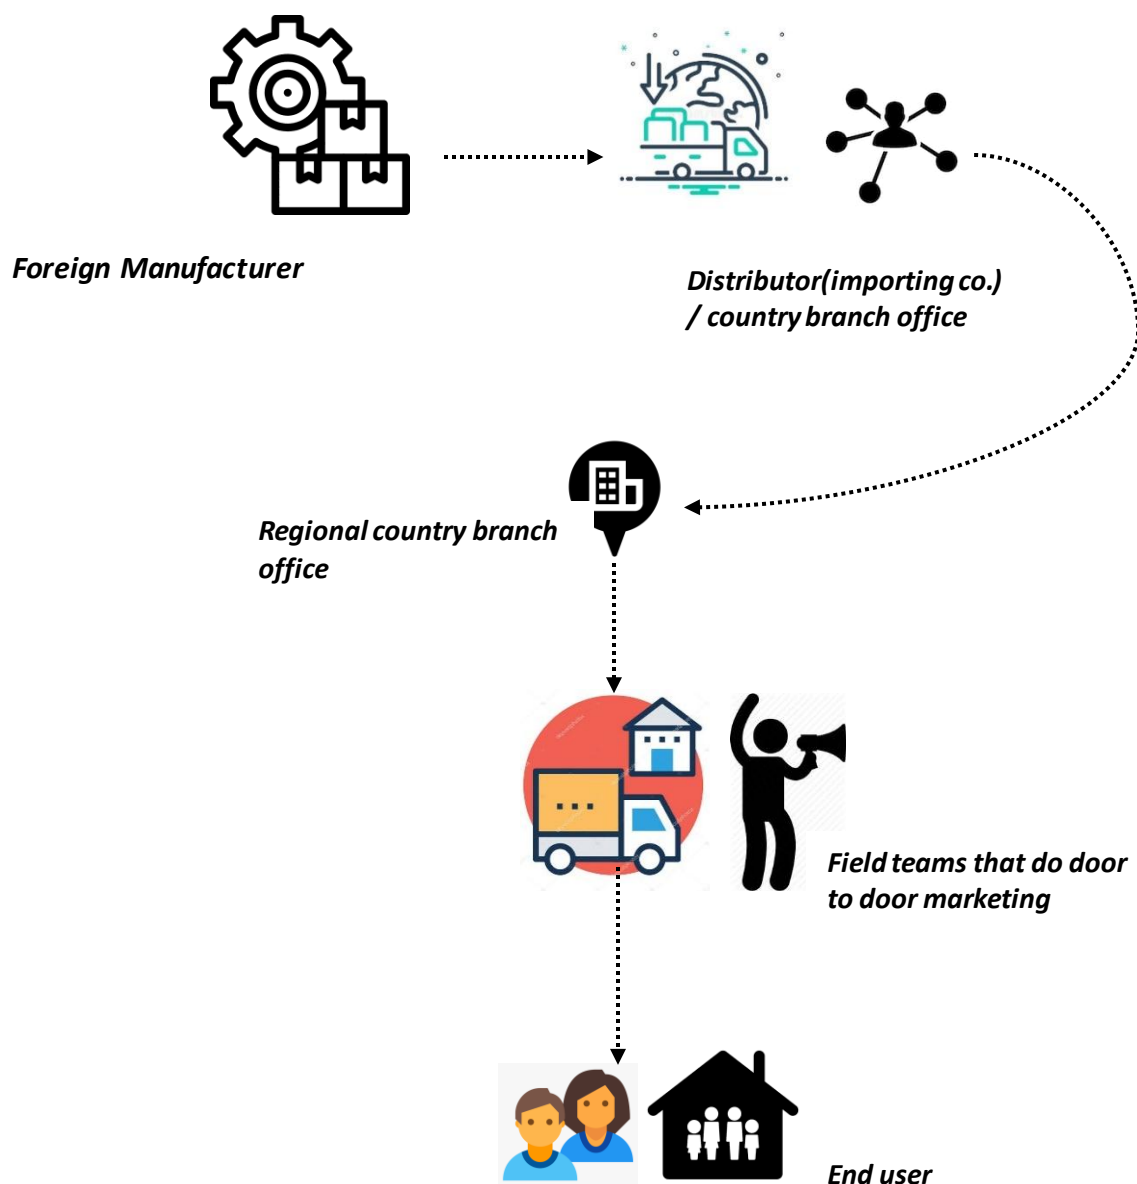 Foreign Manufacturer
Distributor(importing co.)
/ country branch office
Regional country branch
office
Field teams that do door
to door marketing
End user